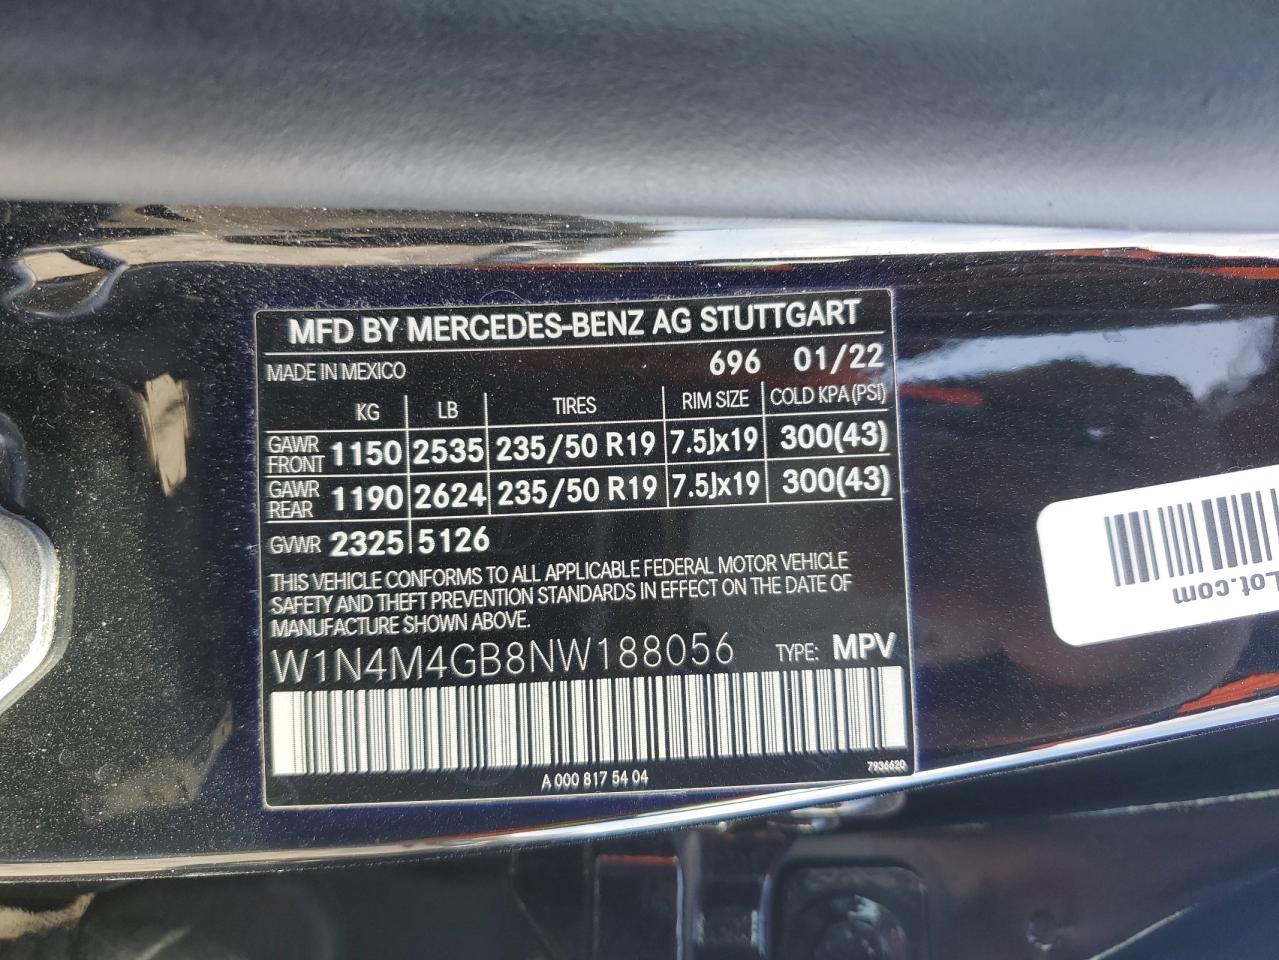 MFD BY MERCEDES-BENZ AG STUTTGART
MADE IN MEXICO 696 01/22
KG LB TIRES RIM SIZE COLD KPA (PSI)
GAWR FRONT 1150 2535 235/50 R19 7.5Jx19 300(43)
GAWR REAR 1190 2624 235/50 R19 7.5Jx19 300(43)
GVWR 2325 5126
THIS VEHICLE CONFORMS TO ALL APPLICABLE FEDERAL MOTOR VEHICLE
SAFETY AND THEFT PREVENTION STANDARDS IN EFFECT ON THE DATE OF
MANUFACTURE SHOWN ABOVE.
W1N4M4GB8NW188056 TYPE: MPV
A 000 817 54 04
7936620
Lot.com